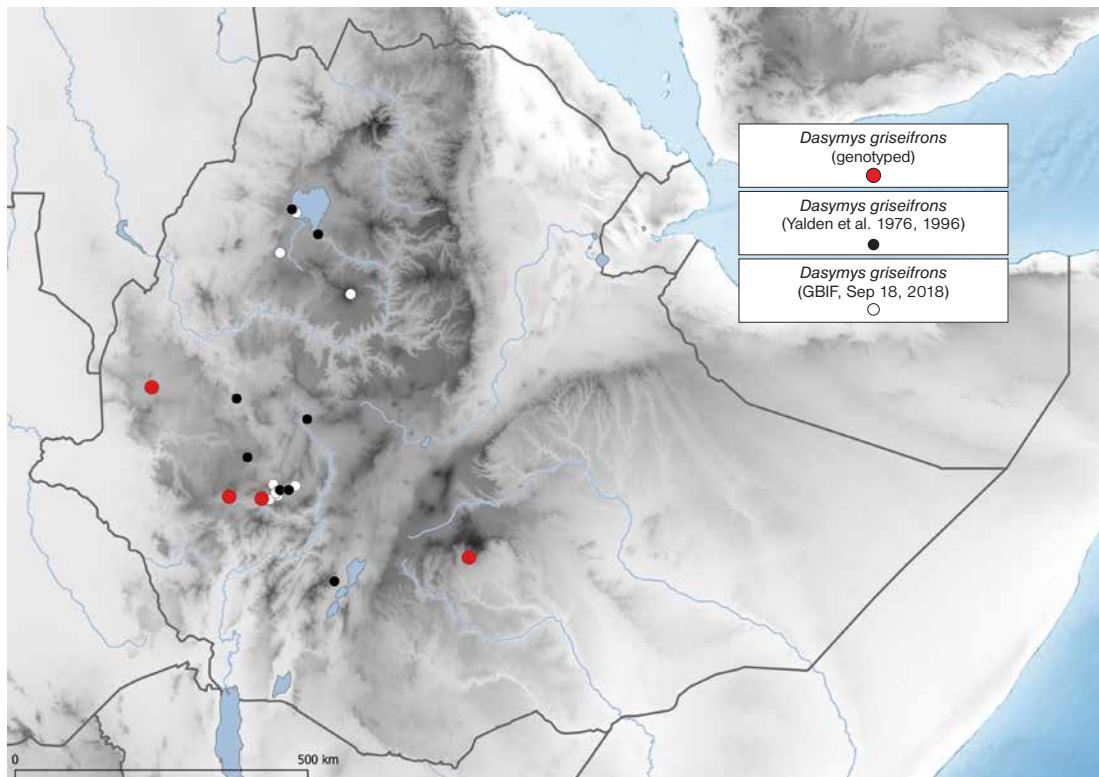 Dasymys griseifrons
(genotyped)
Dasymys griseifrons
(Yalden et al. 1976, 1996)
Dasymys griseifrons
(GBIF, Sep 18, 2018)
0 500 km